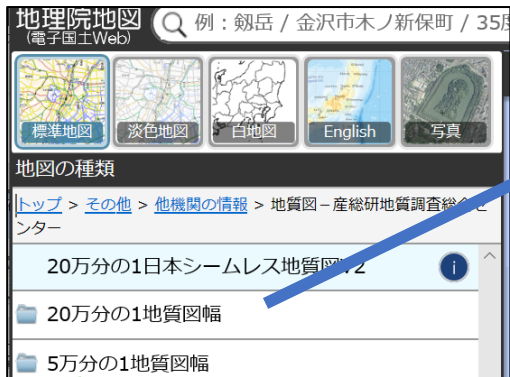 地理院地図
(電子国土Web)
例：剱岳 / 金沢市木ノ新保町 / 35度
標準地図
淡色地図
白地図
English
写真
地図の種類
トップ > その他 > 他機関の情報 > 地質図－産総研地質調査総合セ
ンター
20万分の1日本シームレス地質図V2
i
20万分の1地質図幅
5万分の1地質図幅